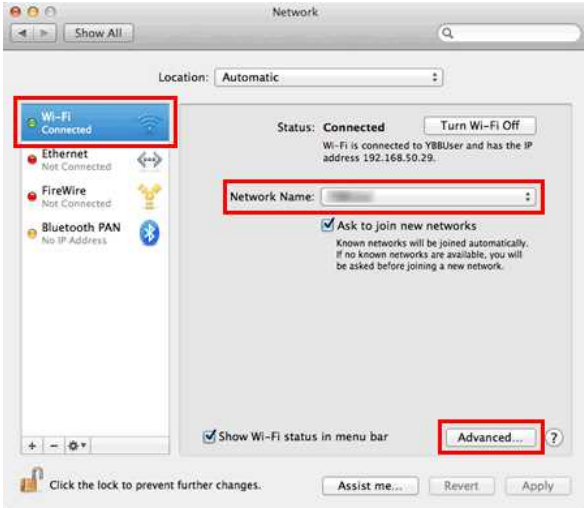 Network
Show All
Location: Automatic
Wi-Fi
Connected
Ethernet
Not Connected
FireWire
Not Connected
Bluetooth PAN
No IP Address
Status: Connected
Turn Wi-Fi Off
Wi-Fi is connected to YBBUser and has the IP
address 192.168.50.29.
Network Name:
Ask to join new networks
Known networks will be joined automatically.
If no known networks are available, you will
be asked before joining a new network.
Show Wi-Fi status in menu bar
Advanced... ?
Click the lock to prevent further changes.
Assist me... Revert Apply